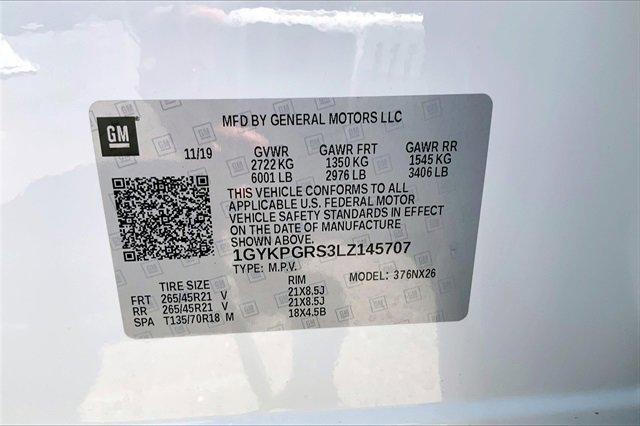 GM
MFD BY GENERAL MOTORS LLC
11/19 GVWR GAWR FRT GAWR RR
2722 KG 1350 KG 1545 KG
6001 LB 2976 LB 3406 LB
THIS VEHICLE CONFORMS TO ALL
APPLICABLE U.S. FEDERAL MOTOR
VEHICLE SAFETY STANDARDS IN EFFECT
ON THE DATE OF MANUFACTURE
SHOWN ABOVE.
1GYKPGRS3LZ145707
TYPE: M.P.V. MODEL: 376NX26
TIRE SIZE RIM
FRT 265/45R21 V 21X8.5J
RR 265/45R21 V 21X8.5J
SPA T135/70R18 M 18X4.5B